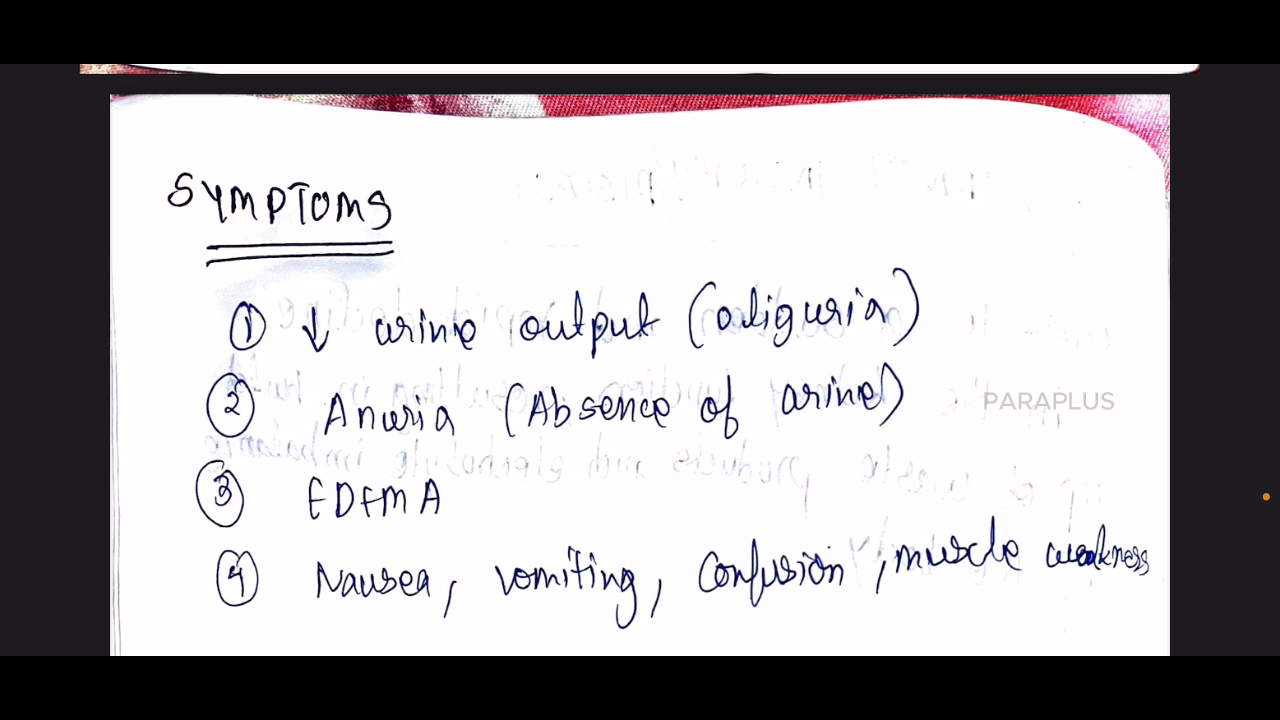 SYMPTOMS
① ↓ urine output (oliguria)
② Anuria (Absence of urine)
PARAPLUS
③ EDEMA
④ Nausea, vomiting, Confusion, muscle weakness